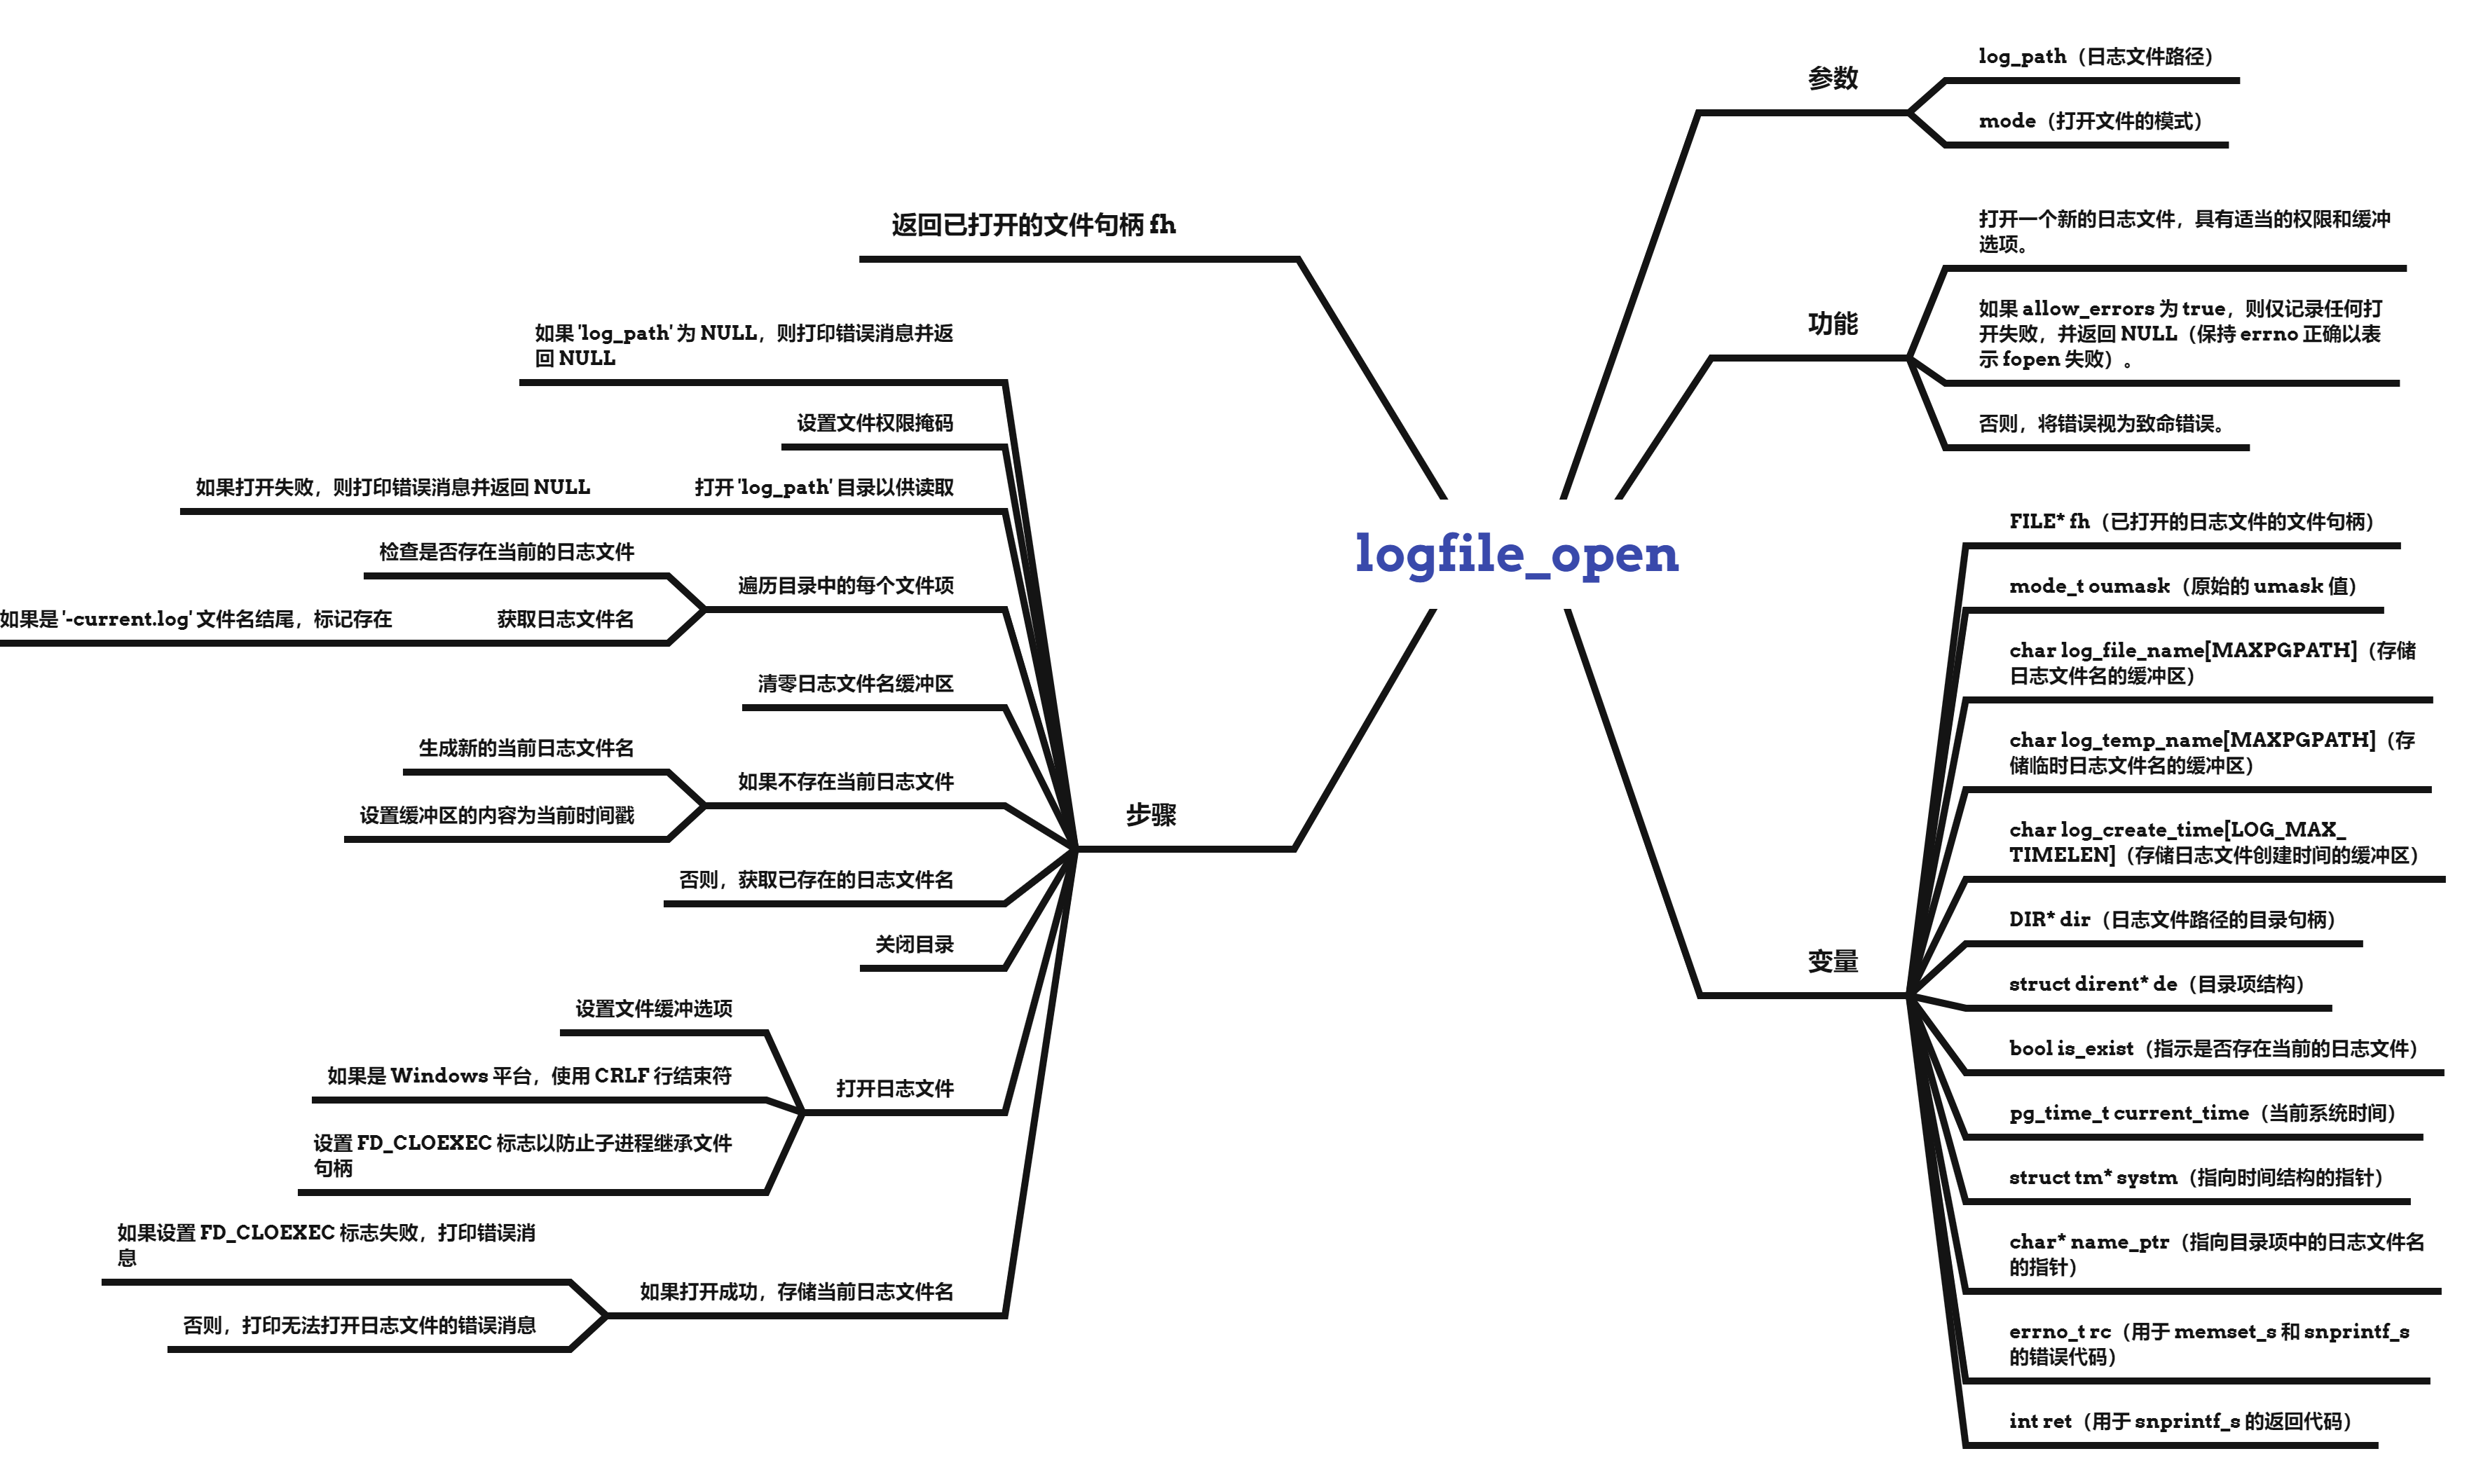 logfile_open
参数
log_path（日志文件路径）
mode（打开文件的模式）
功能
打开一个新的日志文件，具有适当的权限和缓冲
选项。
如果 allow_errors 为 true，则仅记录任何打
开失败，并返回 NULL（保持 errno 正确以表
示 fopen 失败）。
否则，将错误视为致命错误。
变量
FILE* fh（已打开的日志文件的文件句柄）
mode_t oumask（原始的 umask 值）
char log_file_name[MAXPGPATH]（存储
日志文件名的缓冲区）
char log_temp_name[MAXPGPATH]（存
储临时日志文件名的缓冲区）
char log_create_time[LOG_MAX_
TIMELEN]（存储日志文件创建时间的缓冲区）
DIR* dir（日志文件路径的目录句柄）
struct dirent* de（目录项结构）
bool is_exist（指示是否存在当前的日志文件）
pg_time_t current_time（当前系统时间）
struct tm* systm（指向时间结构的指针）
char* name_ptr（指向目录项中的日志文件名
的指针）
errno_t rc（用于 memset_s 和 snprintf_s
的错误代码）
int ret（用于 snprintf_s 的返回代码）
返回已打开的文件句柄 fh
步骤
如果 'log_path' 为 NULL，则打印错误消息并返
回 NULL
设置文件权限掩码
打开 'log_path' 目录以供读取
如果打开失败，则打印错误消息并返回 NULL
遍历目录中的每个文件项
检查是否存在当前的日志文件
获取日志文件名
如果是 '-current.log' 文件名结尾，标记存在
清零日志文件名缓冲区
如果不存在当前日志文件
生成新的当前日志文件名
设置缓冲区的内容为当前时间戳
否则，获取已存在的日志文件名
关闭目录
打开日志文件
设置文件缓冲选项
如果是 Windows 平台，使用 CRLF 行结束符
设置 FD_CLOEXEC 标志以防止子进程继承文件
句柄
如果打开成功，存储当前日志文件名
如果设置 FD_CLOEXEC 标志失败，打印错误消
息
否则，打印无法打开日志文件的错误消息